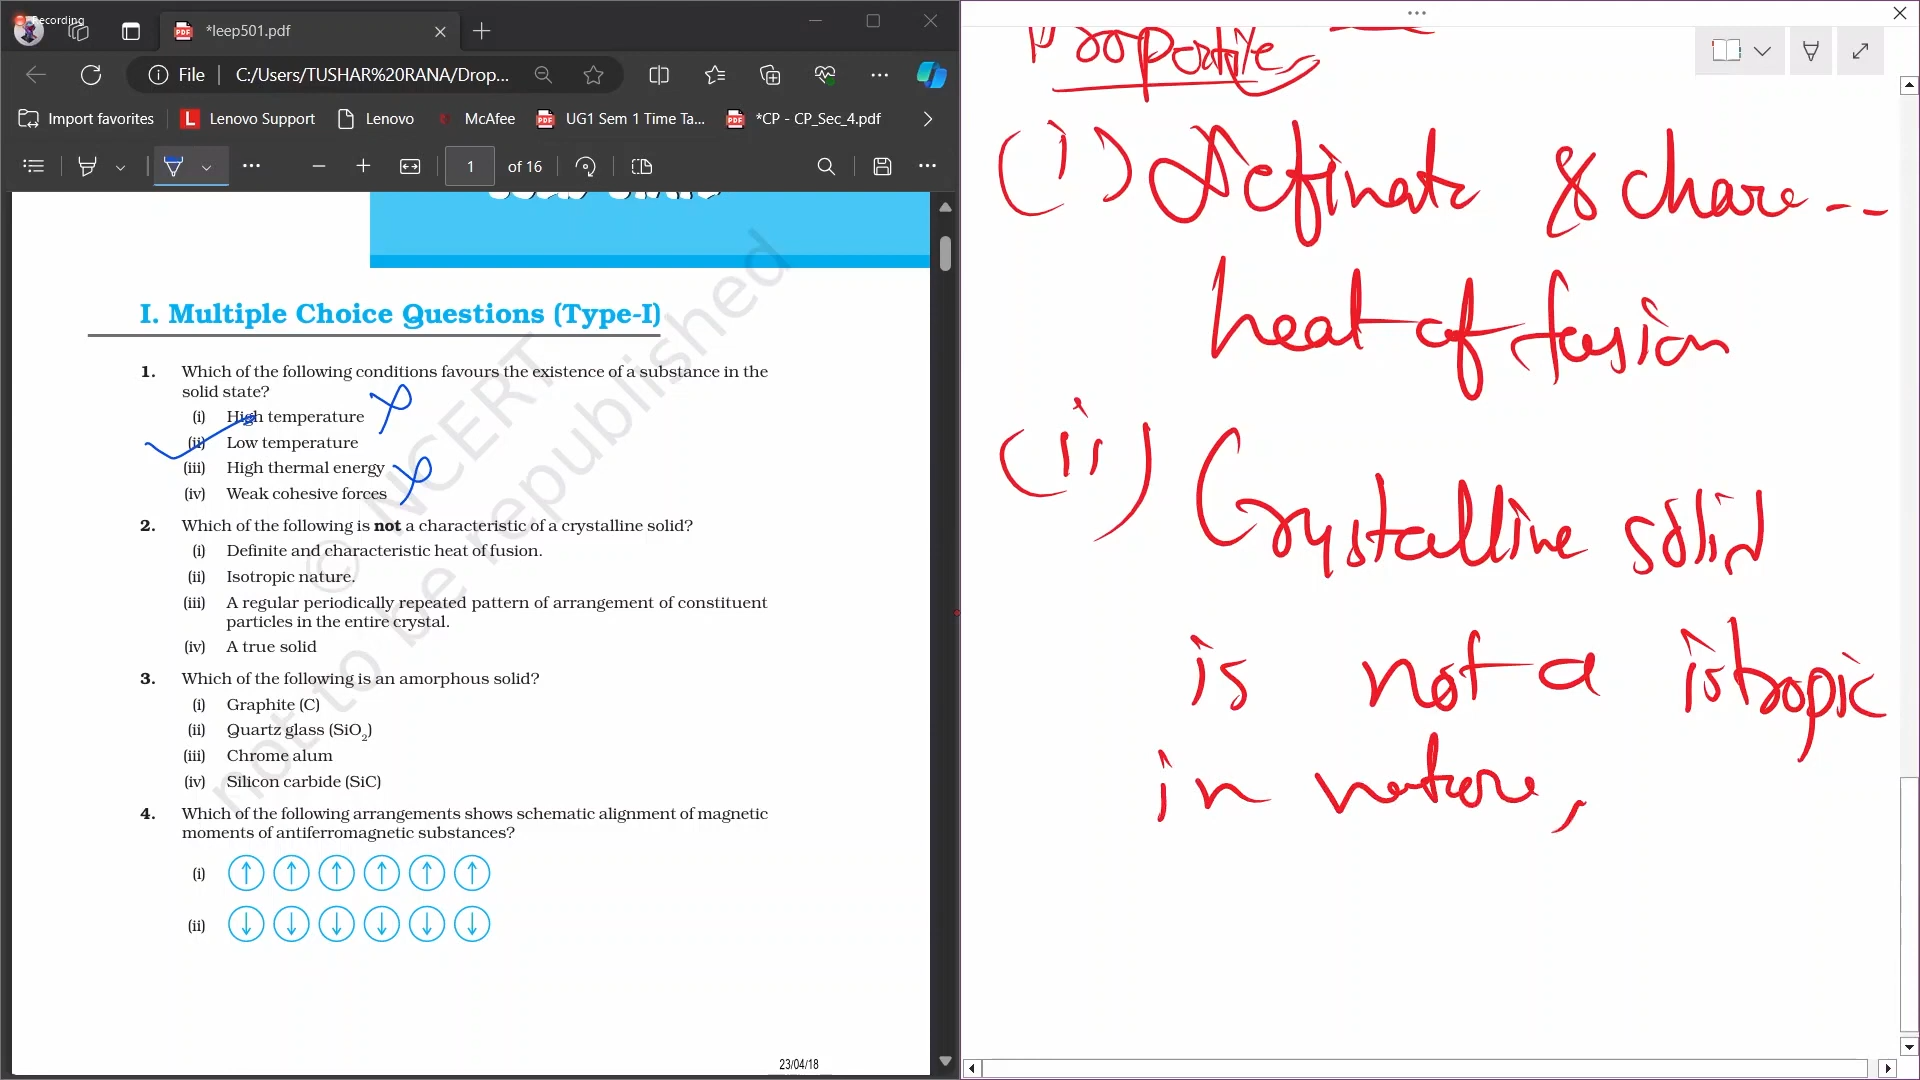 Recording
*leep501.pdf
File
C:/Users/TUSHAR%20RANA/Drop...
Import favorites
Lenovo Support
Lenovo
McAfee
UG1 Sem 1 Time Ta...
*CP - CP_Sec_4.pdf
1 of 16
© NCERT
not to be republished
I. Multiple Choice Questions (Type-I)
1. Which of the following conditions favours the existence of a substance in the
solid state?
(i) High temperature
(ii) Low temperature
(iii) High thermal energy
(iv) Weak cohesive forces
2. Which of the following is not a characteristic of a crystalline solid?
(i) Definite and characteristic heat of fusion.
(ii) Isotropic nature.
(iii) A regular periodically repeated pattern of arrangement of constituent
particles in the entire crystal.
(iv) A true solid
3. Which of the following is an amorphous solid?
(i) Graphite (C)
(ii) Quartz glass (SiO₂)
(iii) Chrome alum
(iv) Silicon carbide (SiC)
4. Which of the following arrangements shows schematic alignment of magnetic
moments of antiferromagnetic substances?
(i) ↑ ↑ ↑ ↑ ↑ ↑
(ii) ↓ ↓ ↓ ↓ ↓ ↓
23/04/18
(i) Definate & chare --
heat of fusion
(ii) Crystalline solid
is not a istropic
in nature,